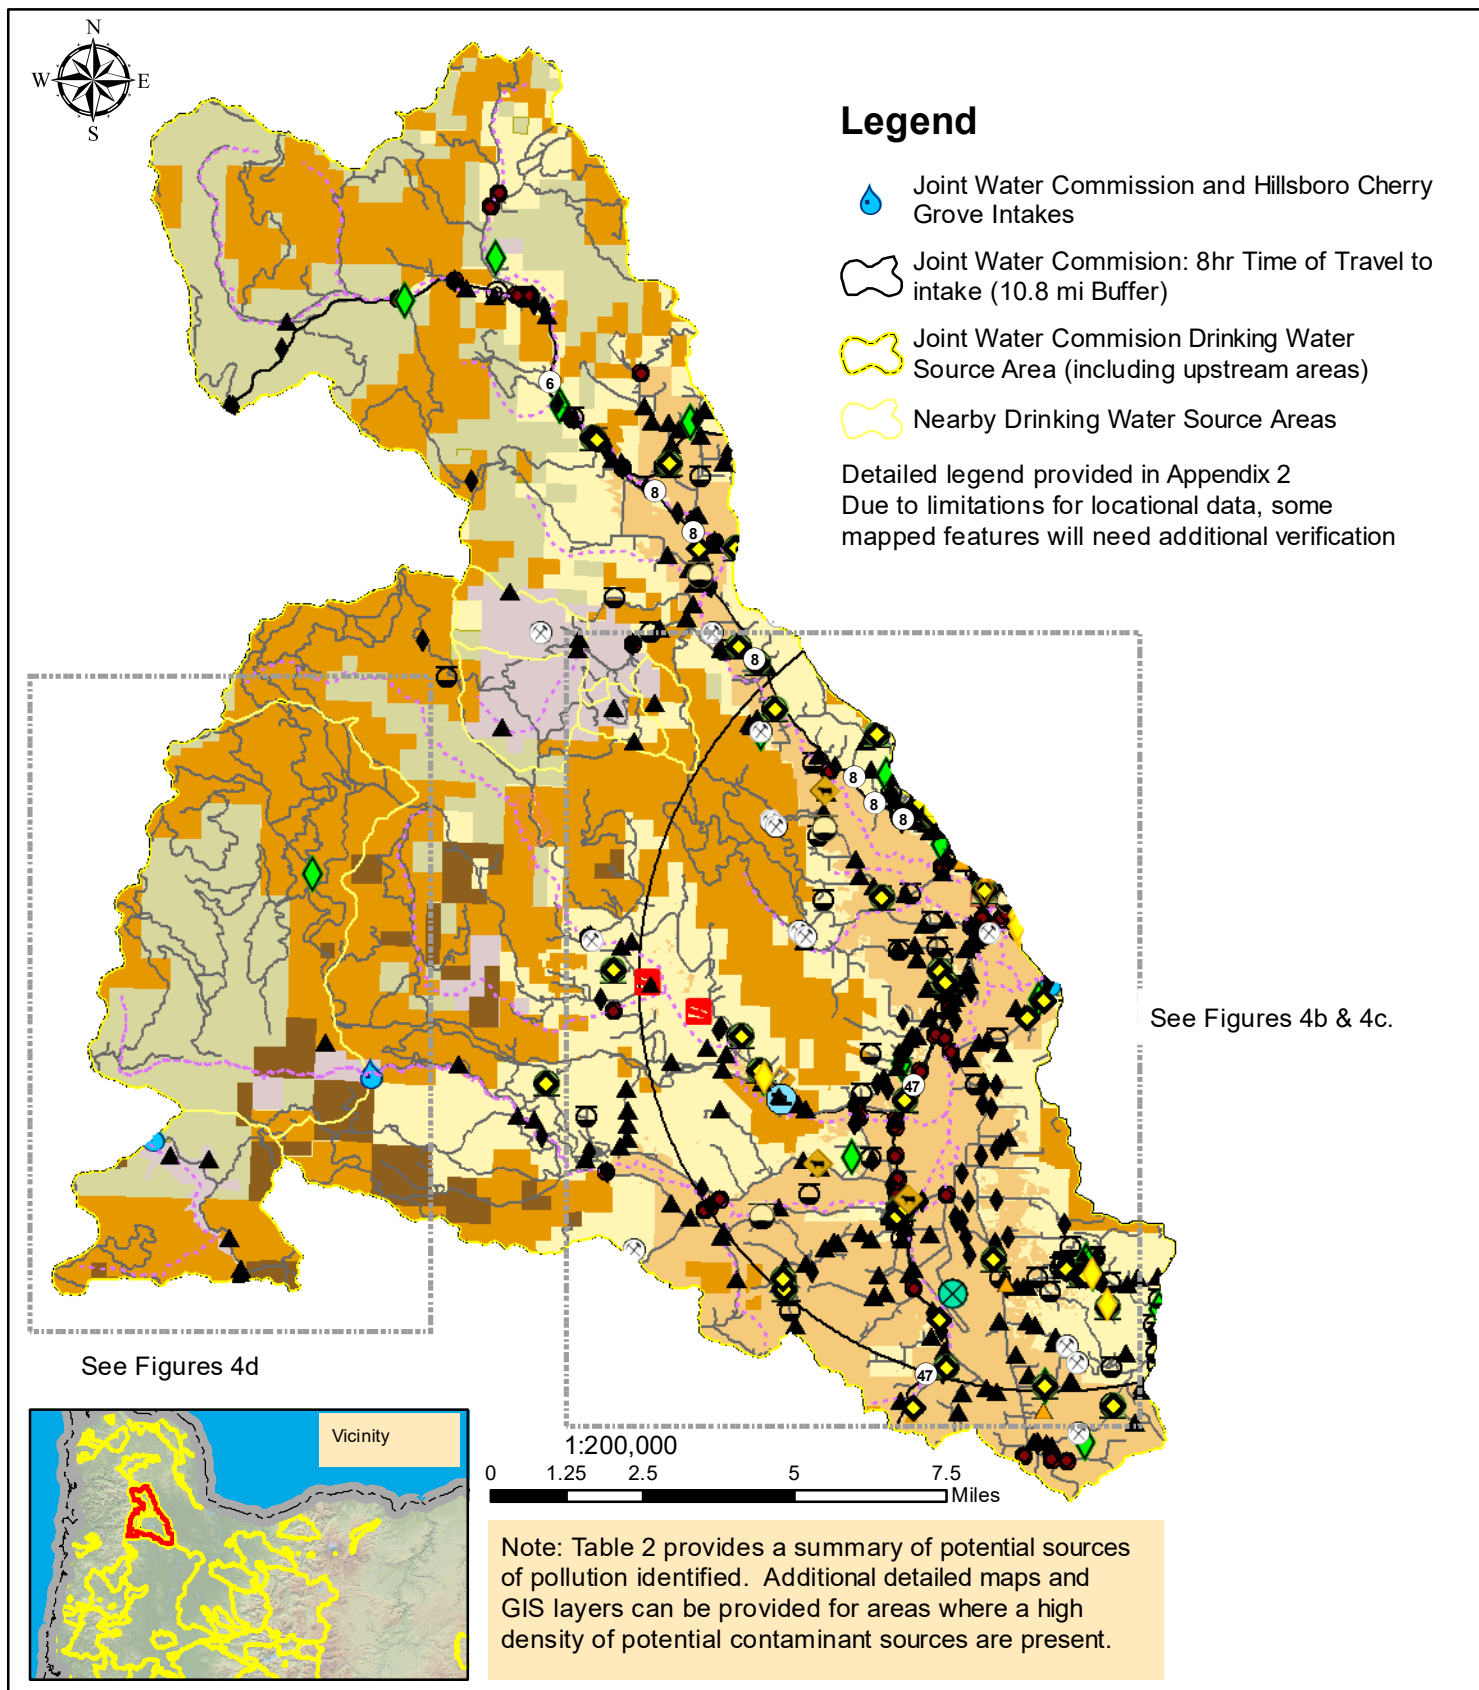 N
W E
S
Legend
Joint Water Commission and Hillsboro Cherry
Grove Intakes
Joint Water Commision: 8hr Time of Travel to
intake (10.8 mi Buffer)
Joint Water Commision Drinking Water
Source Area (including upstream areas)
Nearby Drinking Water Source Areas
Detailed legend provided in Appendix 2
Due to limitations for locational data, some
mapped features will need additional verification
6
8
8
8
8
8
8
47
47
See Figures 4b & 4c.
See Figures 4d
Vicinity
1:200,000
0 1.25 2.5 5 7.5
Miles
Note: Table 2 provides a summary of potential sources
of pollution identified. Additional detailed maps and
GIS layers can be provided for areas where a high
density of potential contaminant sources are present.